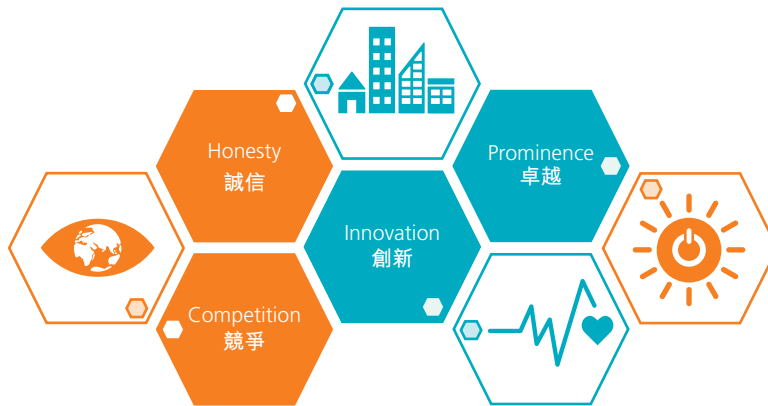 Honesty
誠信
Prominence
卓越
Innovation
創新
Competition
競爭